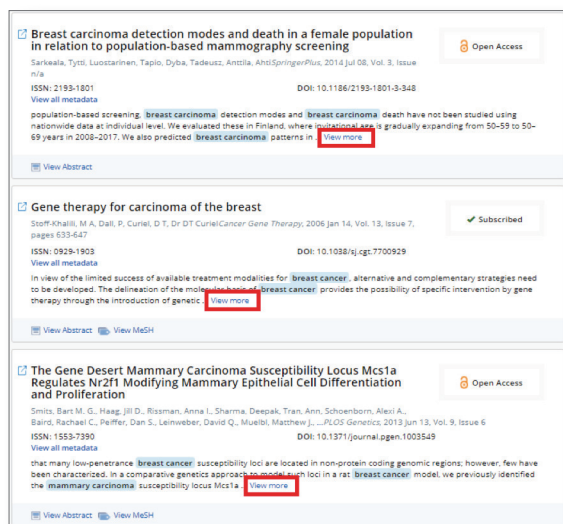 Breast carcinoma detection modes and death in a female population
in relation to population-based mammography screening
Open Access
Sarkeala, Tytti, Luostarinen, Tapio, Dyba, Tadeusz, Anttila, AhtiSpringerPlus, 2014 Jul 08, Vol. 3, Issue
n/a
ISSN: 2193-1801
DOI: 10.1186/2193-1801-3-348
View all metadata
population-based screening, breast carcinoma detection modes and breast carcinoma death have not been studied using
nationwide data at individual level. We evaluated these in Finland, where invitational age is gradually expanding from 50–59 to 50–
69 years in 2008–2017. We also predicted breast carcinoma patterns in .. View more
View Abstract
Gene therapy for carcinoma of the breast
Subscribed
Stoff-Khalili, M A, Dall, P, Curiel, D T, Dr DT CurielCancer Gene Therapy, 2006 Jan 14, Vol. 13, Issue 7,
pages 633-647
ISSN: 0929-1903
DOI: 10.1038/sj.cgt.7700929
View all metadata
In view of the limited success of available treatment modalities for breast cancer, alternative and complementary strategies need
to be developed. The delineation of the molecular basis of breast cancer provides the possibility of specific intervention by gene
therapy through the introduction of genetic .. View more
View Abstract View MeSH
The Gene Desert Mammary Carcinoma Susceptibility Locus Mcs1a
Regulates Nr2f1 Modifying Mammary Epithelial Cell Differentiation
and Proliferation
Open Access
Smits, Bart M. G., Haag, Jill D., Rissman, Anna I., Sharma, Deepak, Tran, Ann, Schoenborn, Alexi A.,
Baird, Rachael C., Peiffer, Dan S., Leinweber, David Q., Muelbl, Matthew J., ...PLOS Genetics, 2013 Jun 13, Vol. 9, Issue 6
ISSN: 1553-7390
DOI: 10.1371/journal.pgen.1003549
View all metadata
that many low-penetrance breast cancer susceptibility loci are located in non-protein coding genomic regions; however, few have
been characterized. In a comparative genetics approach to model such loci in a rat breast cancer model, we previously identified
the mammary carcinoma susceptibility locus Mcs1a .. View more
View Abstract View MeSH